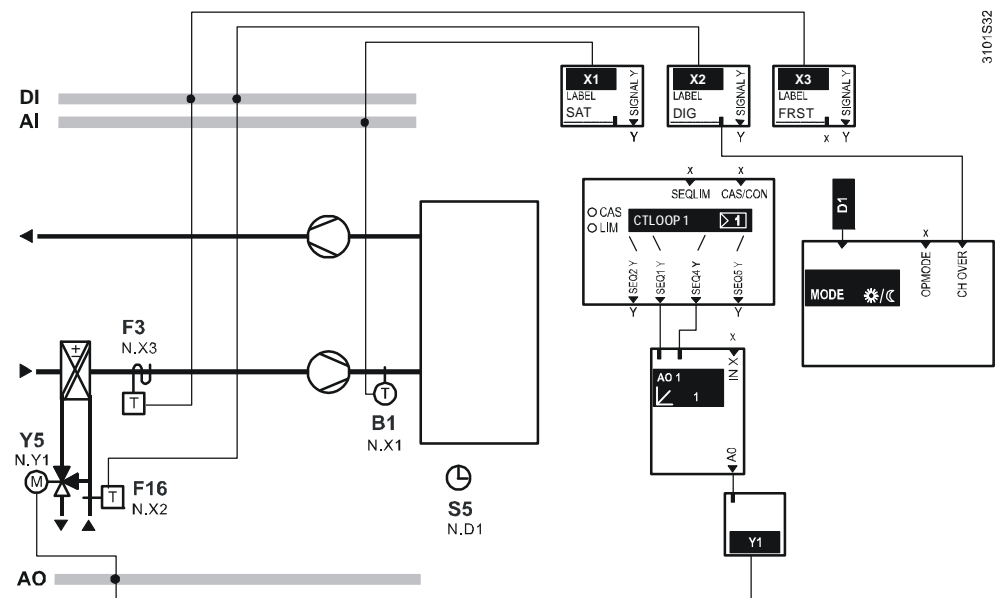 3101S32
DI
AI
X1
LABEL
SAT
SIGNAL Y
Y
X2
LABEL
DIG
SIGNAL Y
Y
X3
LABEL
FRST
SIGNAL Y
x
Y
x
x
SEQLIM
CAS/CON
CAS
LIM
CTLOOP 1
1
SEQ2 Y
SEQ1 Y
SEQ4 Y
SEQ5 Y
Y
Y
D1
x
OPMODE
CH OVER
MODE
x
AO 1
1
IN X
A0
Y1
F3
N.X3
T
T
B1
N.X1
±
Y5
N.Y1
M
T
F16
N.X2
S5
N.D1
AO